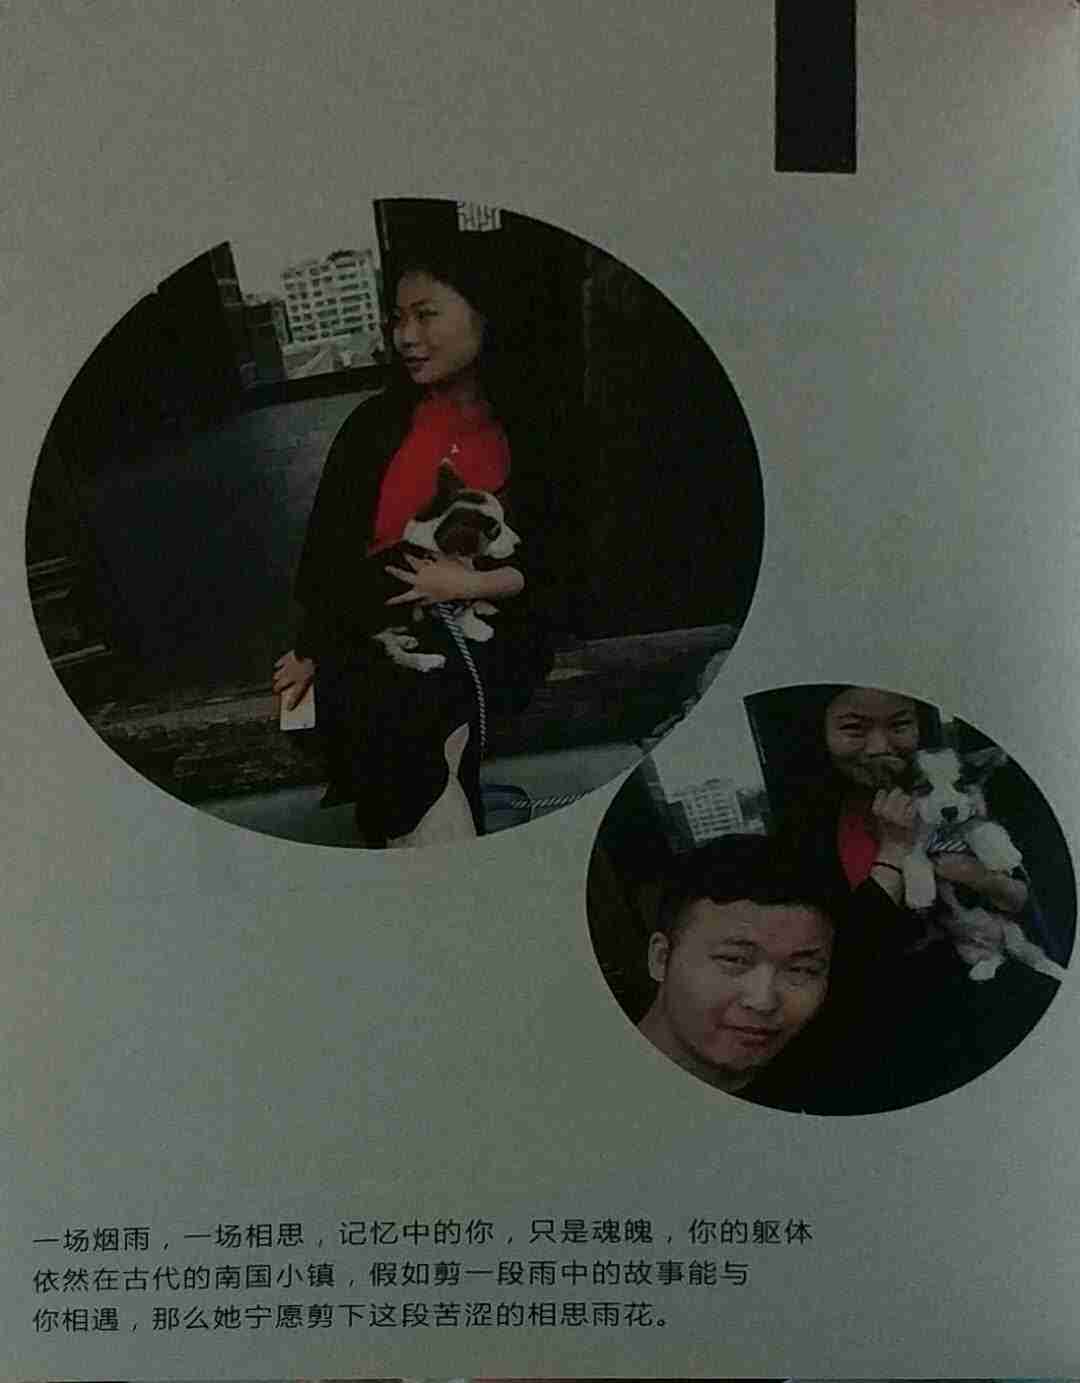 一场烟雨，一场相思，记忆中的你，只是魂魄，你的躯体
依然在古代的南国小镇，假如剪一段雨中的故事能与
你相遇，那么她宁愿剪下这段苦涩的相思雨花。